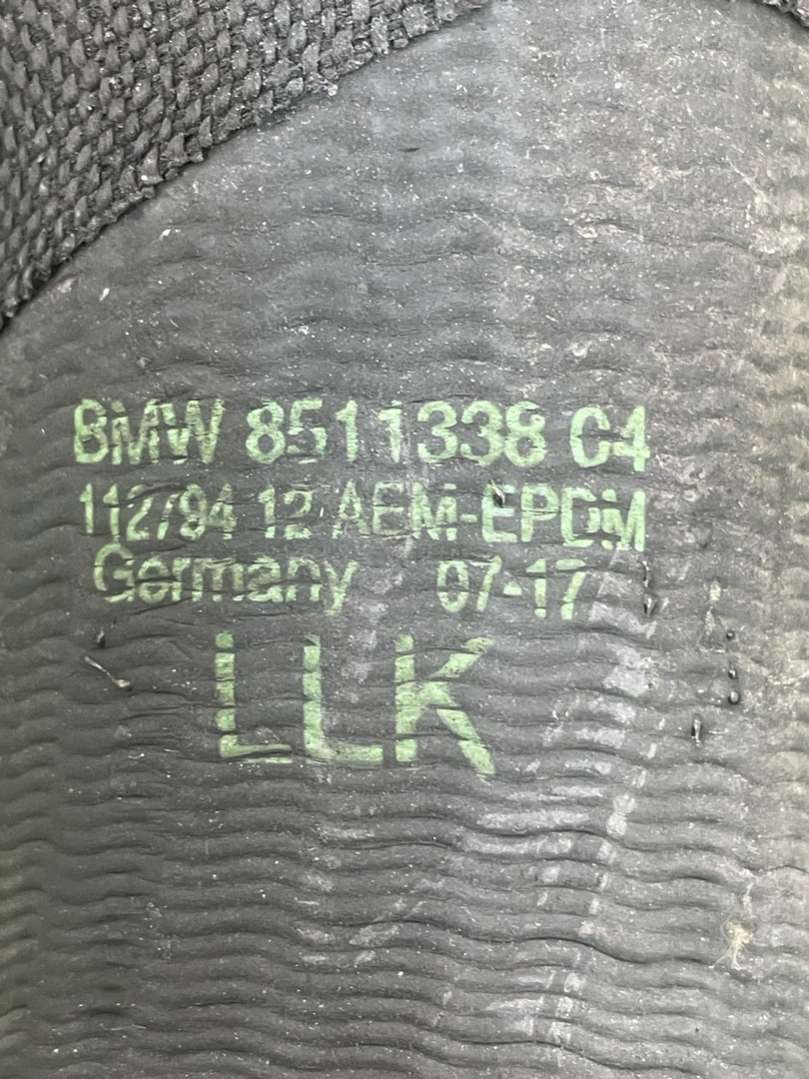 BMW 8511338 C4
112/94 12 AEM-EPDM
Germany 07-17
LLK